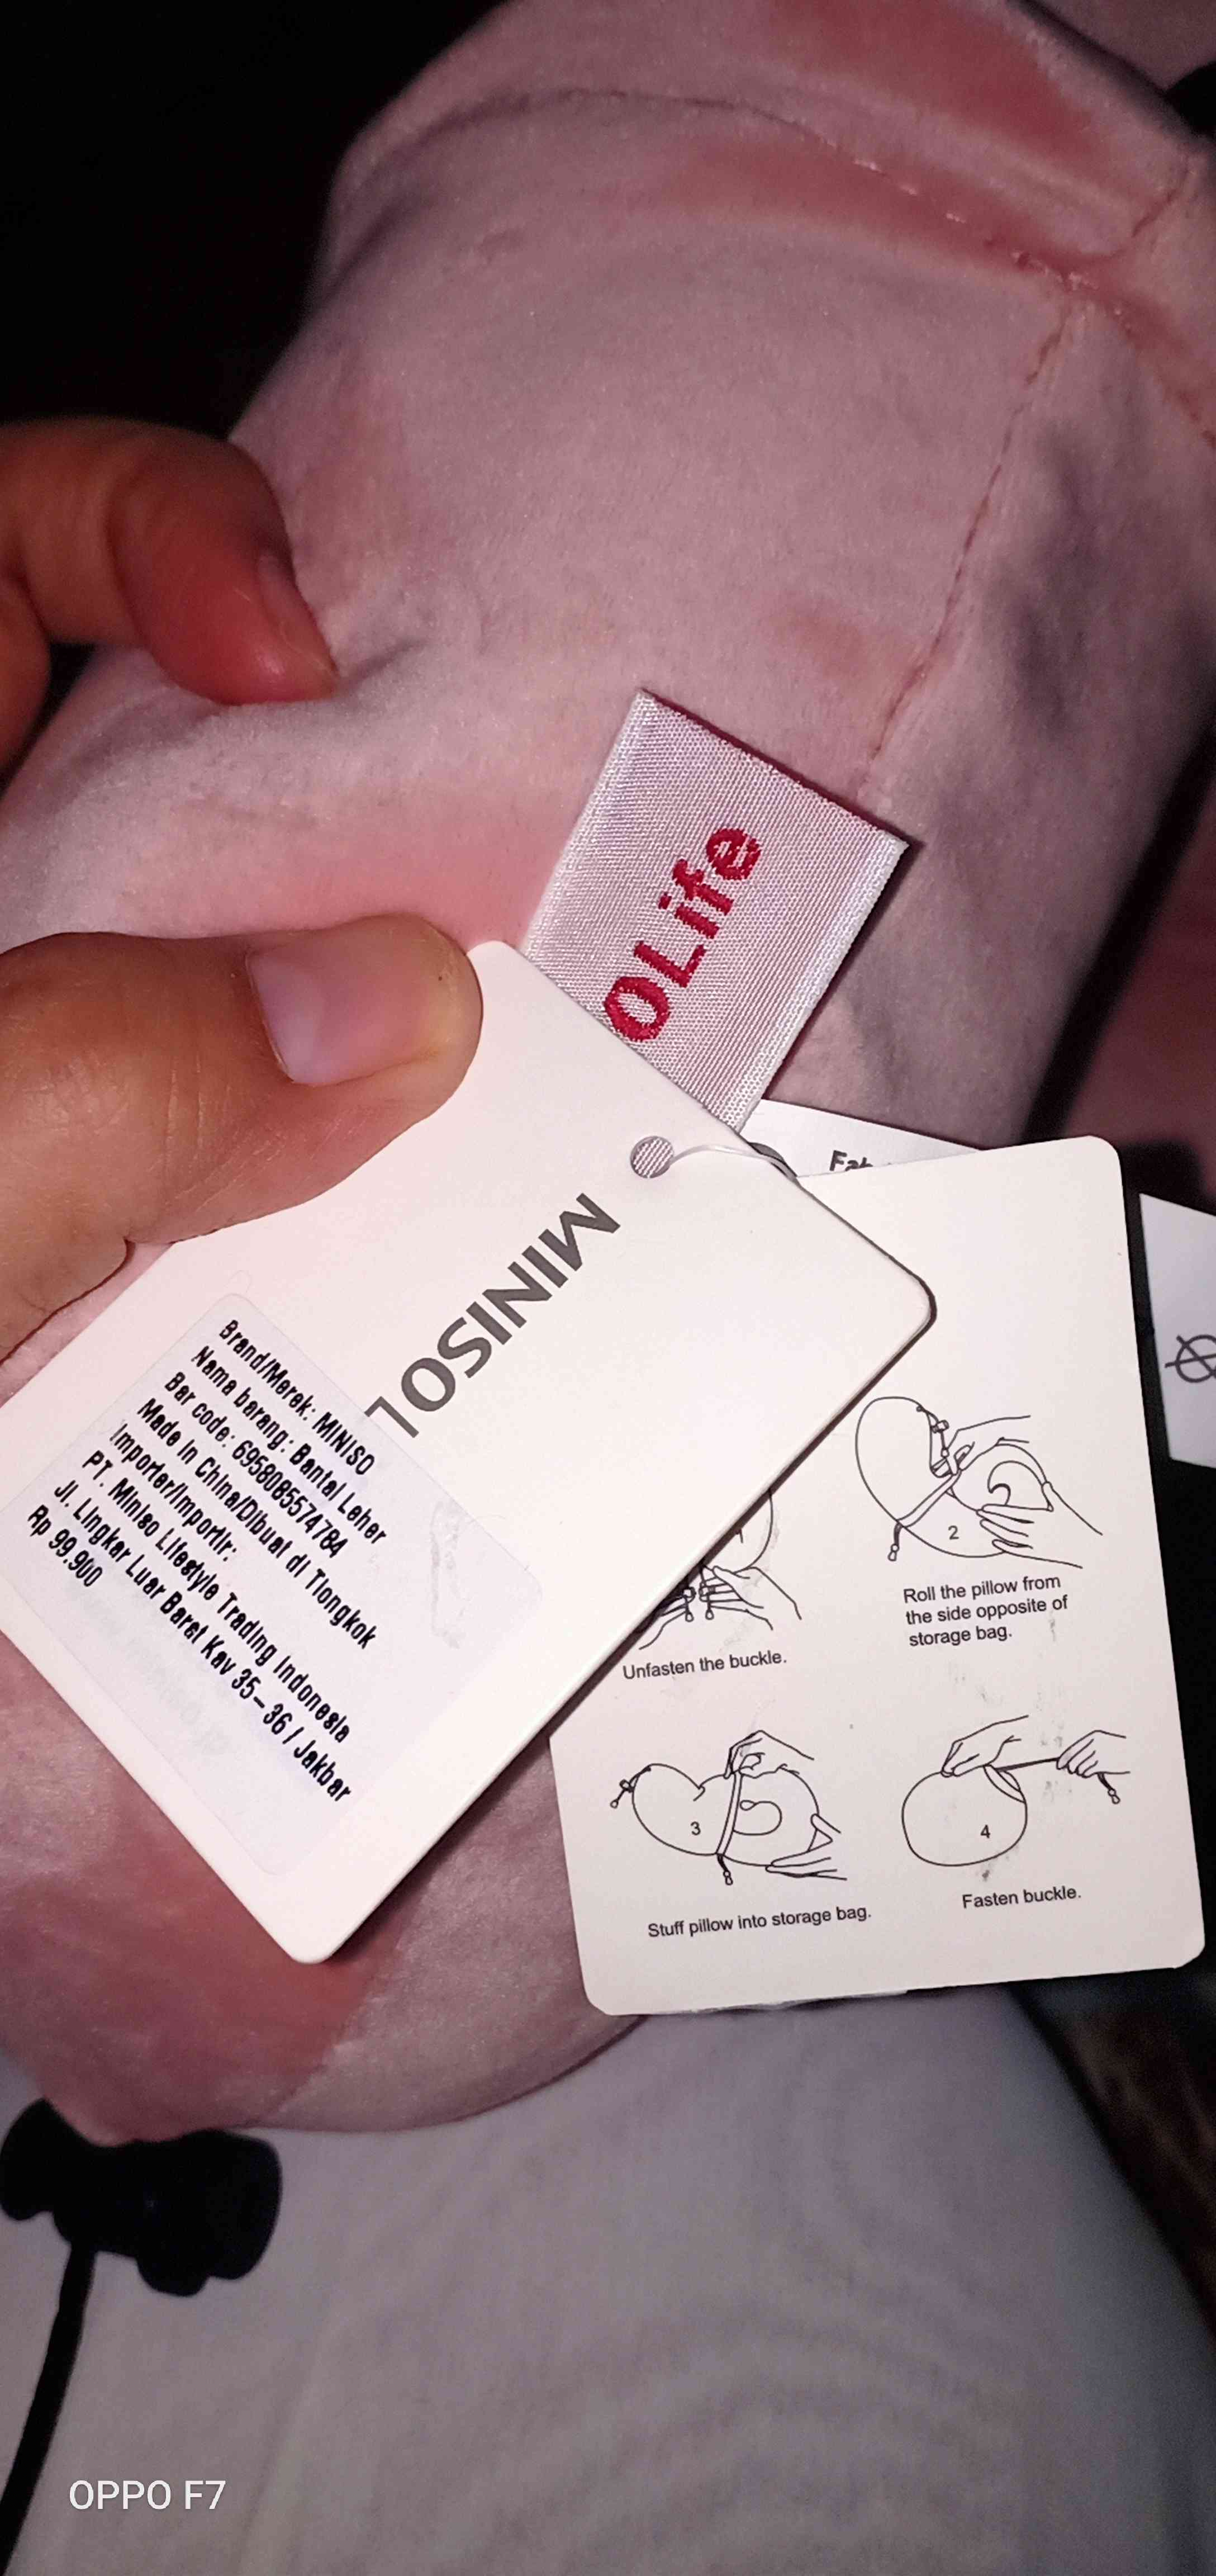 OLife
MINISOL
Brand/Merek: MINISO
Nama barang: Bantal Leher
Bar code: 6958085574784
Made in China/Dibuat di Tiongkok
Importer/Importir:
PT. Miniso Lifestyle Trading Indonesia
Jl. Lingkar Luar Barat Kav 35-36 / Jakbar
Rp 99.900
Unfasten the buckle.
2
Roll the pillow from
the side opposite of
storage bag.
3
Stuff pillow into storage bag.
4
Fasten buckle.
OPPO F7